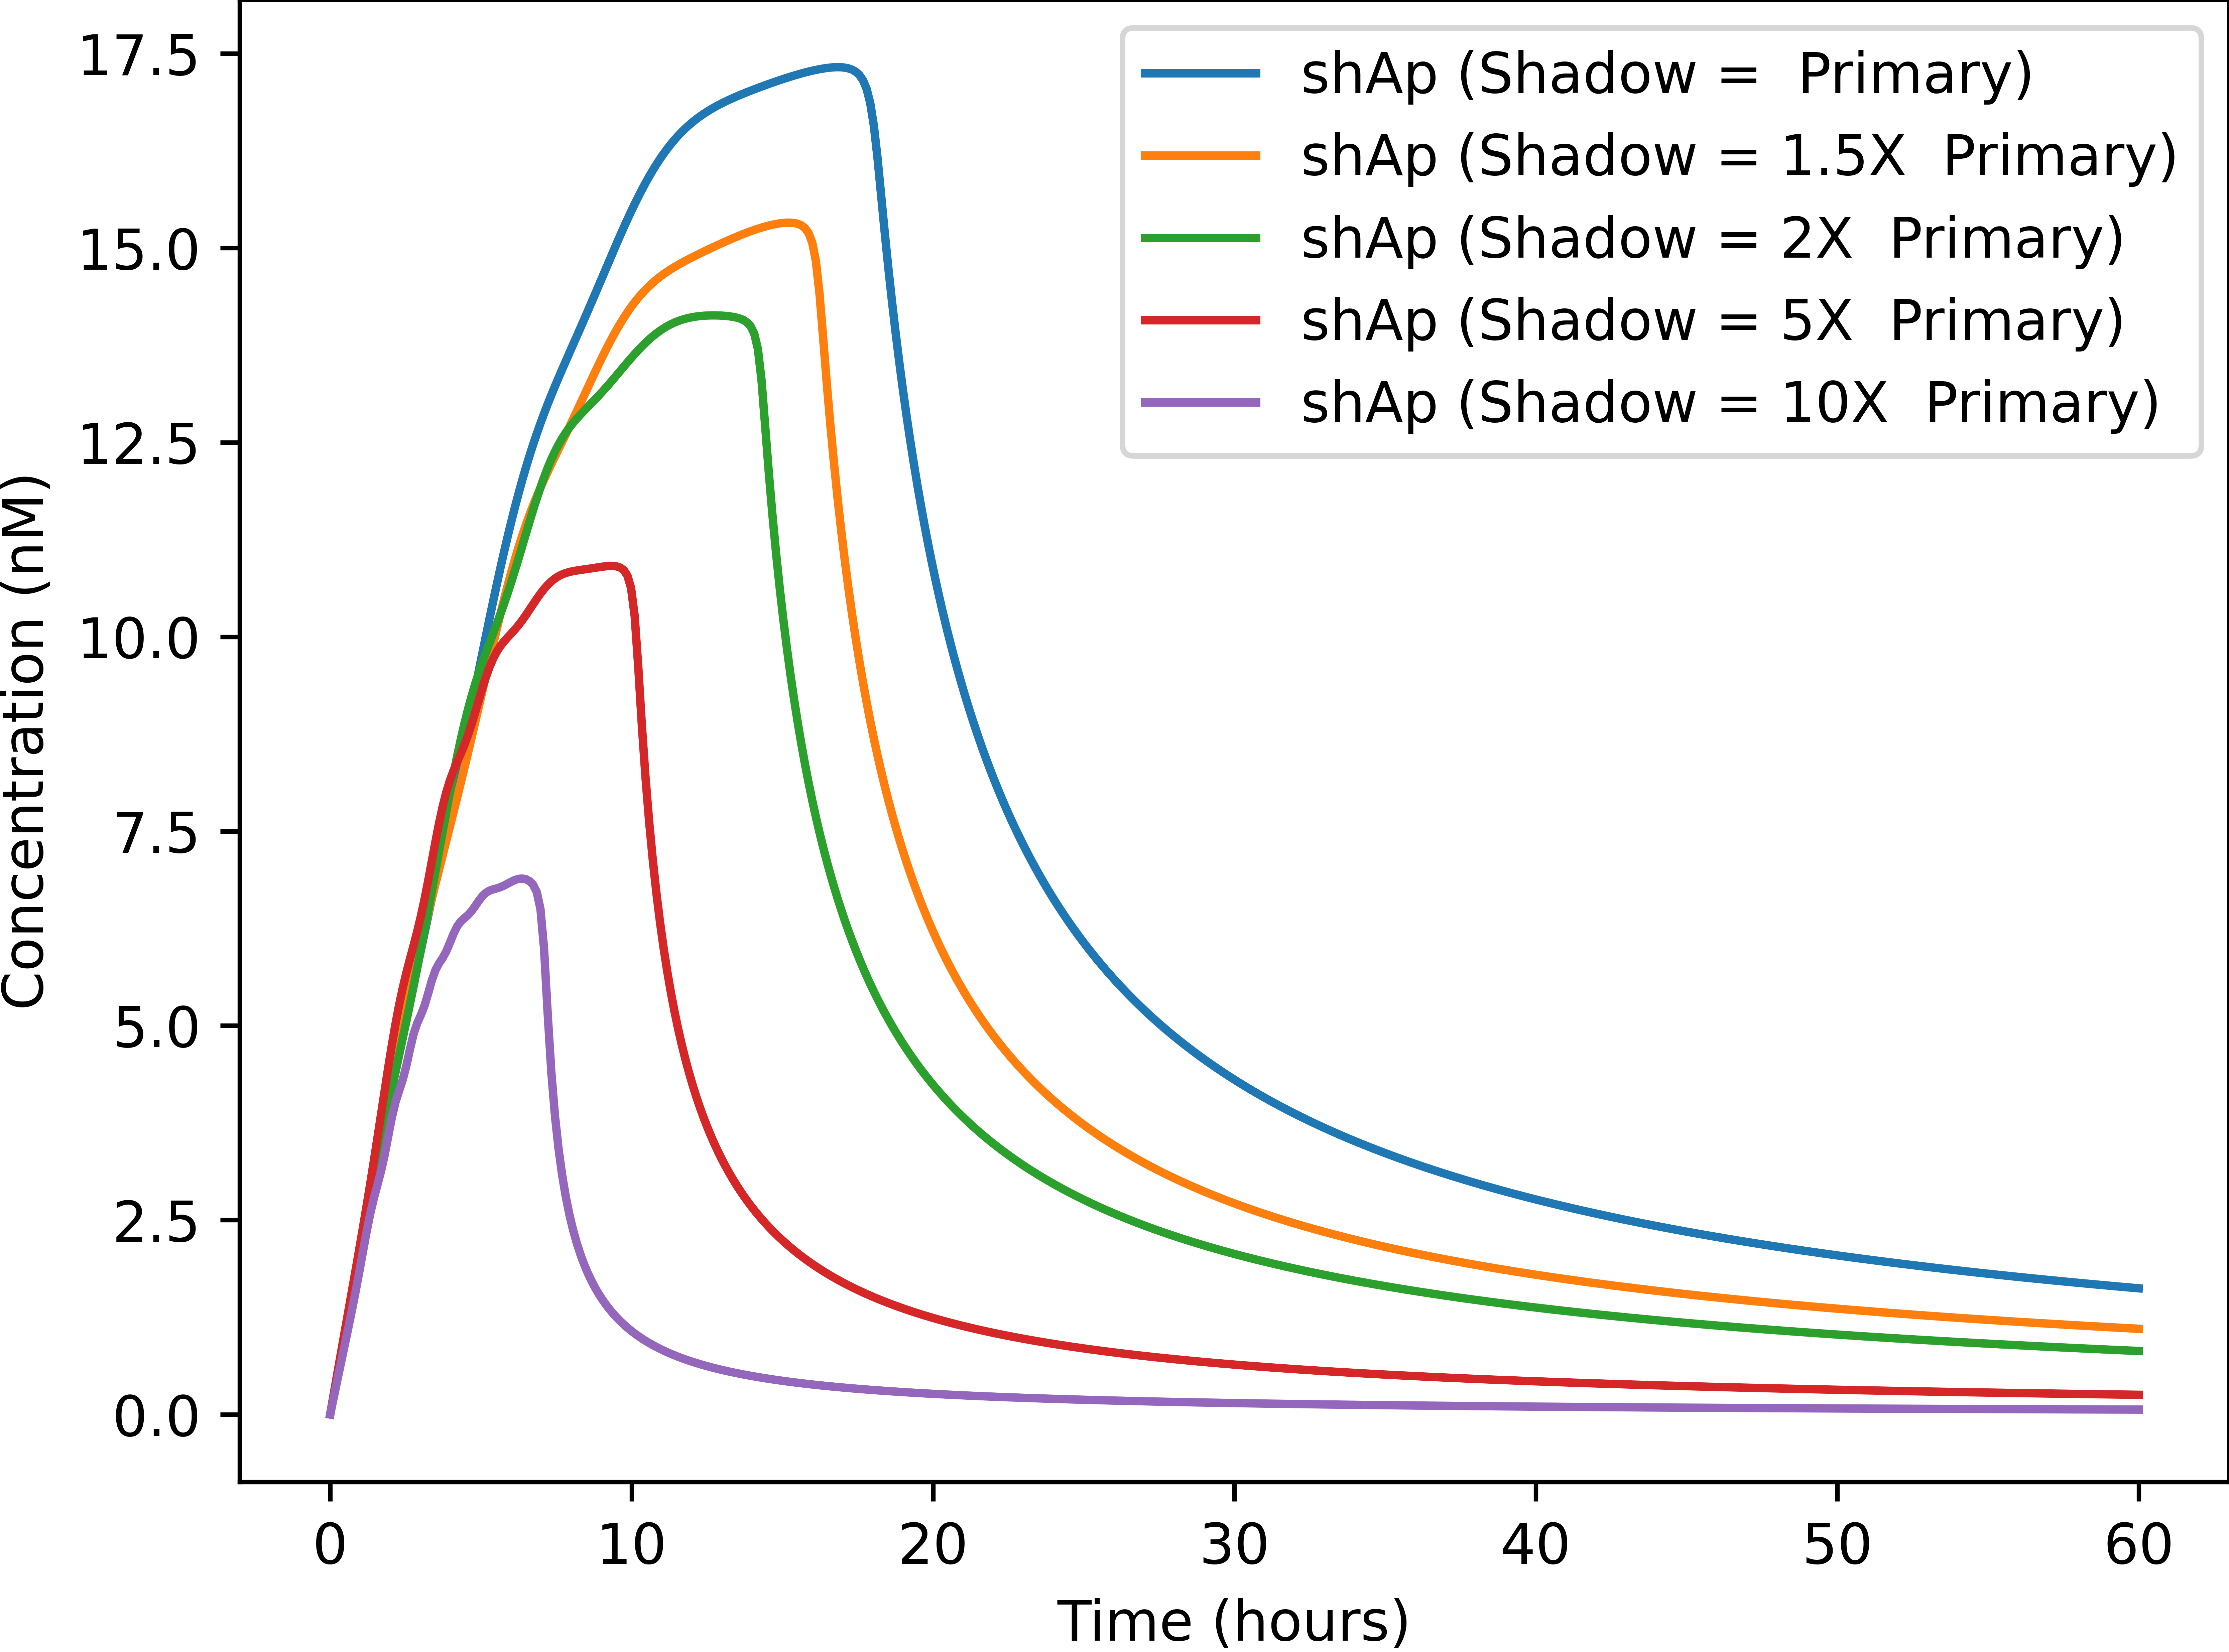 17.5
15.0
12.5
10.0
7.5
5.0
2.5
0.0
Concentration (nM)
shAp (Shadow =  Primary)
shAp (Shadow = 1.5X  Primary)
shAp (Shadow = 2X  Primary)
shAp (Shadow = 5X  Primary)
shAp (Shadow = 10X  Primary)
0 10 20 30 40 50 60
Time (hours)